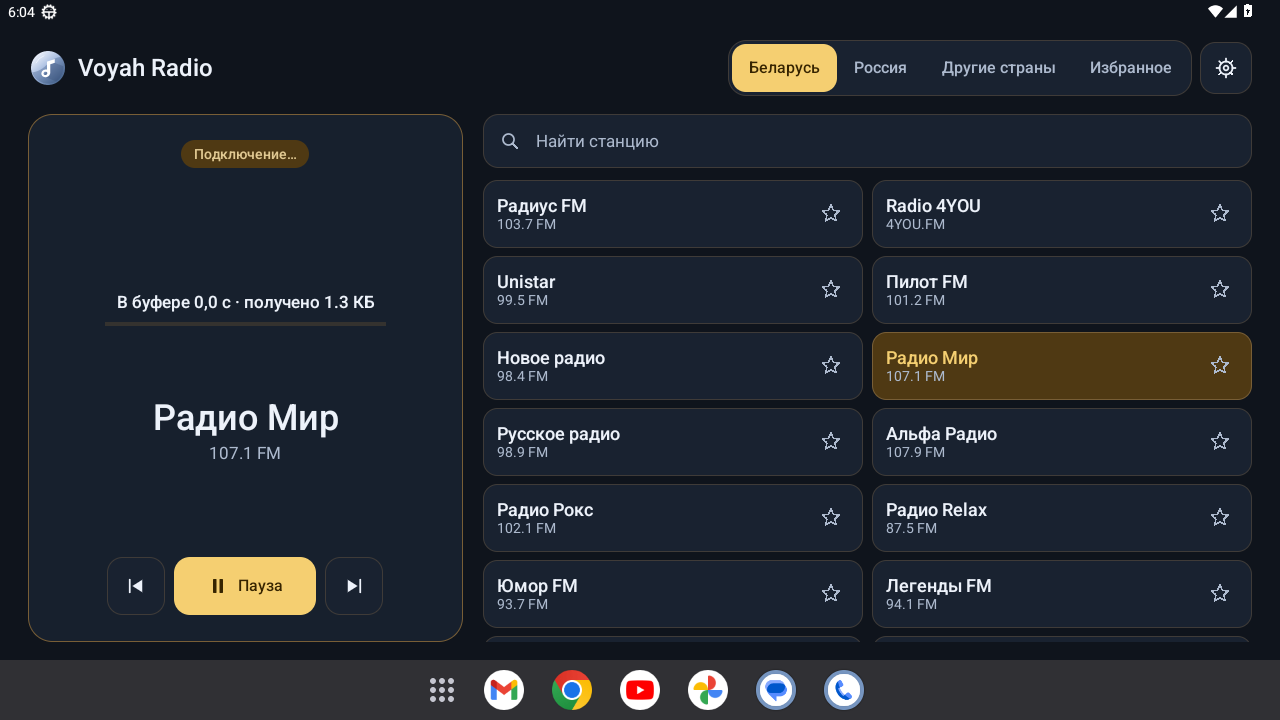 6:04
Voyah Radio
Беларусь
Россия
Другие страны
Избранное
Подключение…
В буфере 0,0 с · получено 1.3 КБ
Радио Мир
107.1 FM
Пауза
Найти станцию
Радиус FM
103.7 FM
Radio 4YOU
4YOU.FM
Unistar
99.5 FM
Пилот FM
101.2 FM
Новое радио
98.4 FM
Радио Мир
107.1 FM
Русское радио
98.9 FM
Альфа Радио
107.9 FM
Радио Рокс
102.1 FM
Радио Relax
87.5 FM
Юмор FM
93.7 FM
Легенды FM
94.1 FM